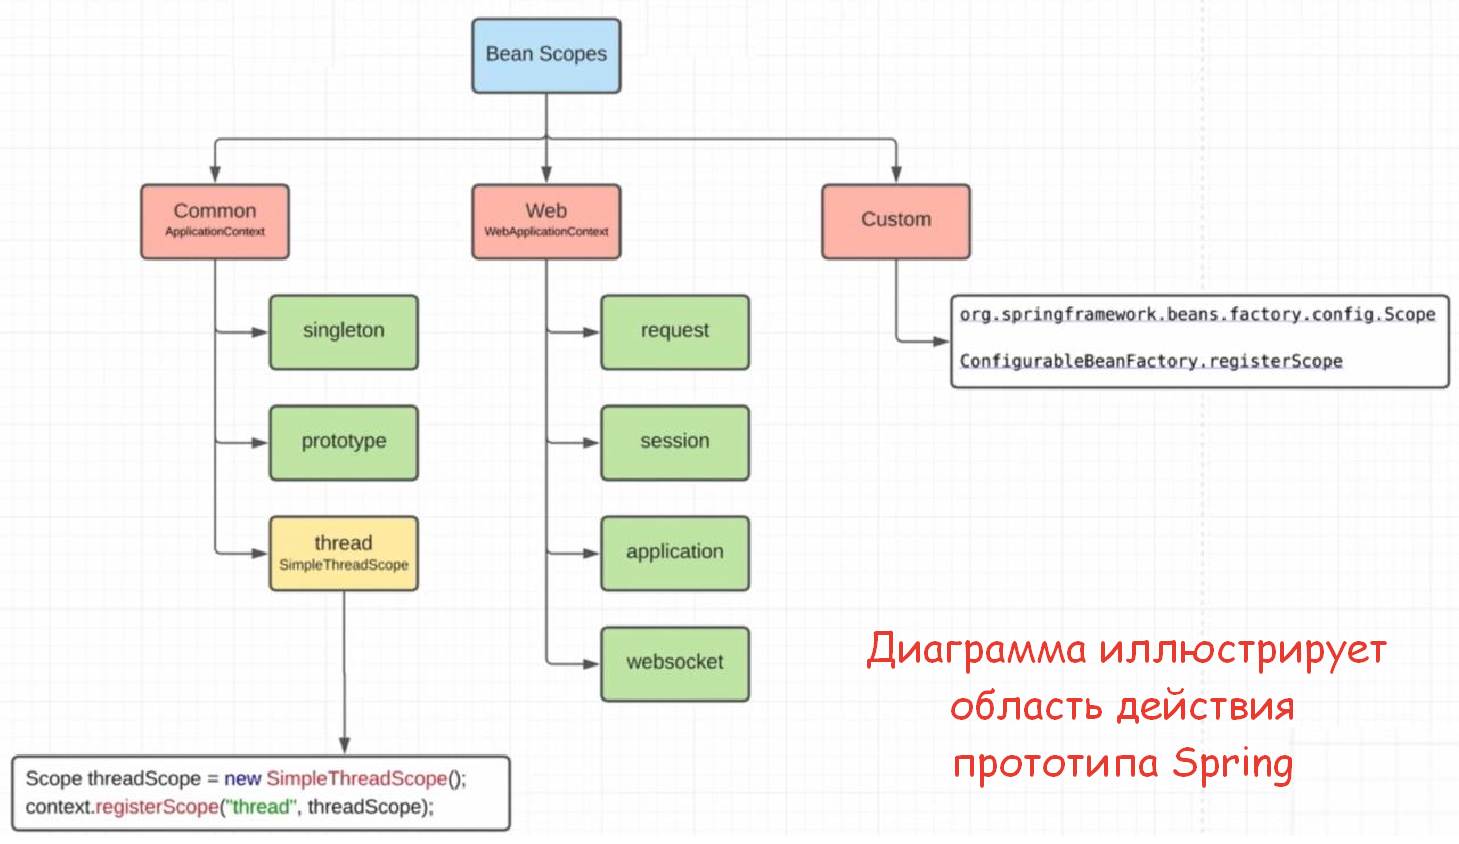 Bean Scopes
Common
ApplicationContext
Web
WebApplicationContext
Custom
singleton
prototype
thread
SimpleThreadScope
request
session
application
websocket
org.springframework.beans.factory.config.Scope
ConfigurableBeanFactory.registerScope
Scope threadScope = new SimpleThreadScope();
context.registerScope("thread", threadScope);
Диаграмма иллюстрирует
область действия
прототипа Spring